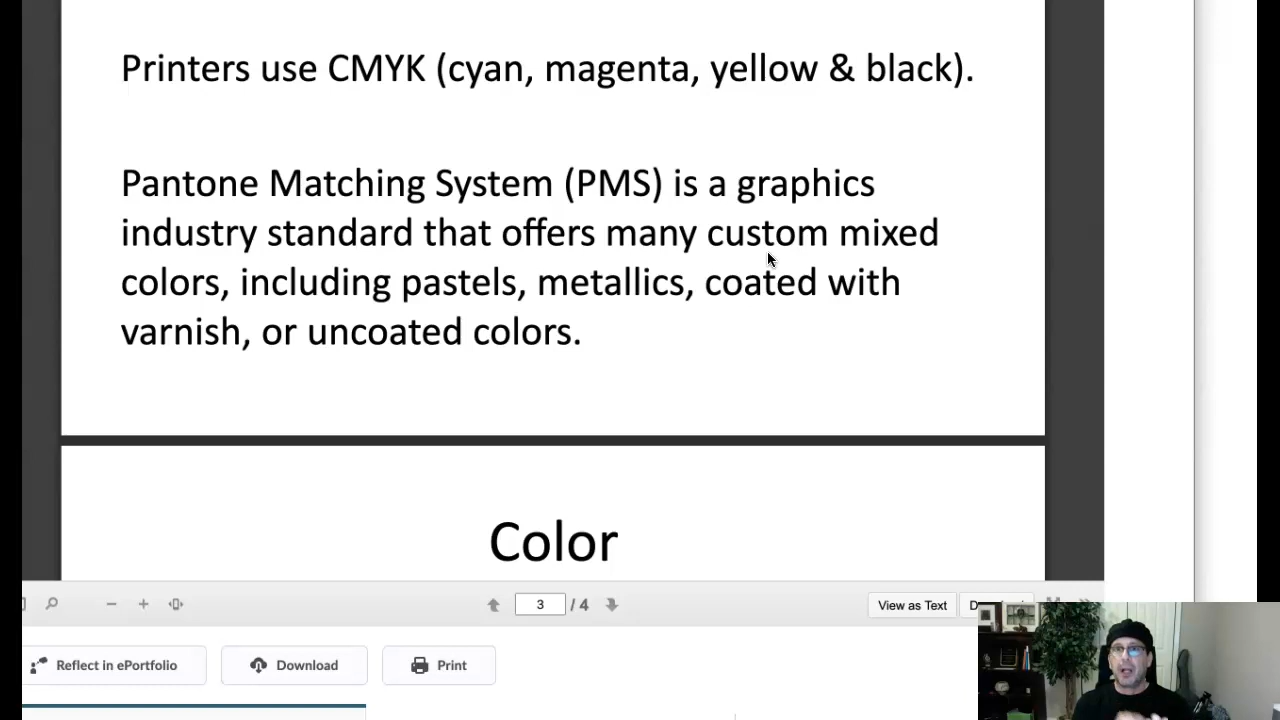 Printers use CMYK (cyan, magenta, yellow & black).
Pantone Matching System (PMS) is a graphics
industry standard that offers many custom mixed
colors, including pastels, metallics, coated with
varnish, or uncoated colors.
Color
3 / 4
View as Text
Reflect in ePortfolio
Download
Print